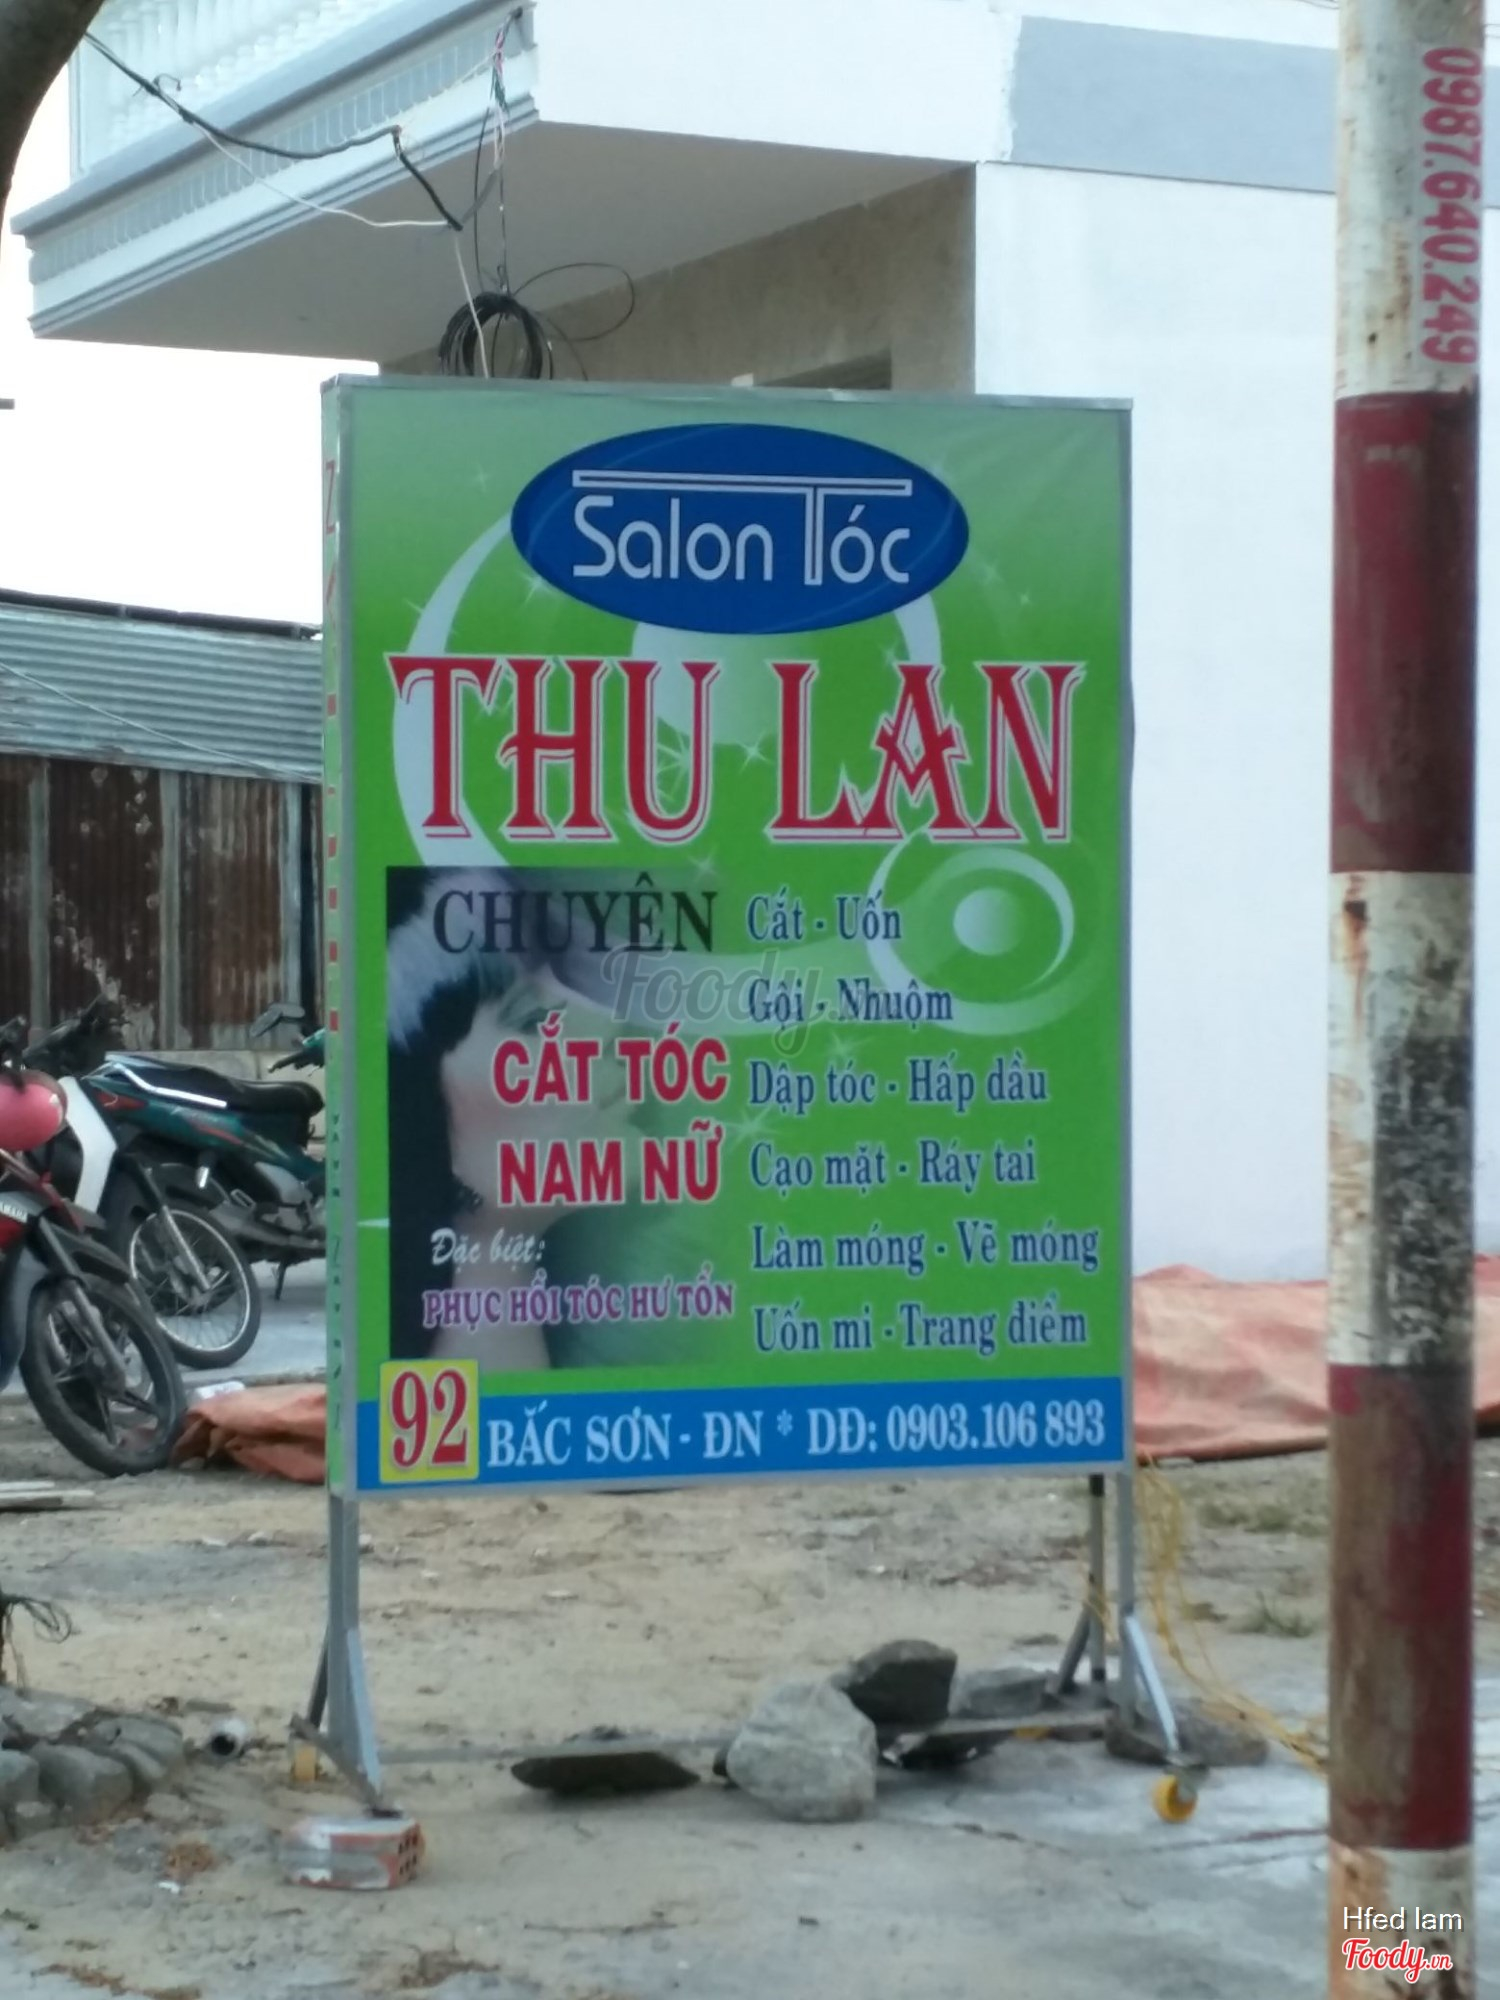 0987.640.249
Salon Tóc
THU LAN
CHUYÊN
CẮT TÓC
NAM NỮ
Đặc biệt:
PHỤC HỒI TÓC HƯ TỔN
Cắt - Uốn
Gội - Nhuộm
Dập tóc - Hấp dầu
Cạo mặt - Ráy tai
Làm móng - Vẽ móng
Uốn mi - Trang điểm
92 BẮC SƠN - ĐN * DĐ: 0903.106 893
Foody
Hfed lam
Foody.vn